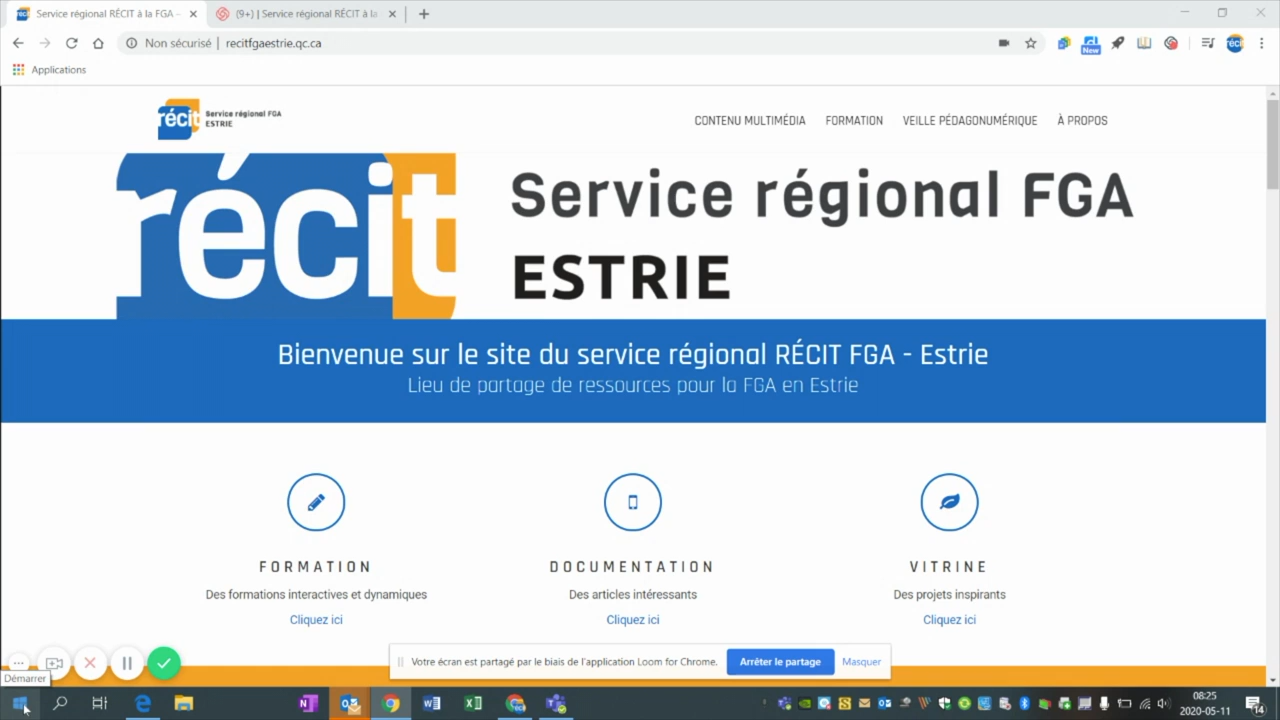 Service régional RÉCIT à la FGA –
(9+) | Service régional RÉCIT à la
Non sécurisé | recitfgaestrie.qc.ca
New
récit
Applications
récit Service régional FGA
ESTRIE
CONTENU MULTIMÉDIA FORMATION VEILLE PÉDAGONUMÉRIQUE À PROPOS
récit
Service régional FGA
ESTRIE
Bienvenue sur le site du service régional RÉCIT FGA - Estrie
Lieu de partage de ressources pour la FGA en Estrie
FORMATION DOCUMENTATION VITRINE
Des formations interactives et dynamiques Des articles intéressants Des projets inspirants
Cliquez ici Cliquez ici Cliquez ici
Votre écran est partagé par le biais de l'application Loom for Chrome. Arrêter le partage Masquer
Démarrer
08:25
2020-05-11
14